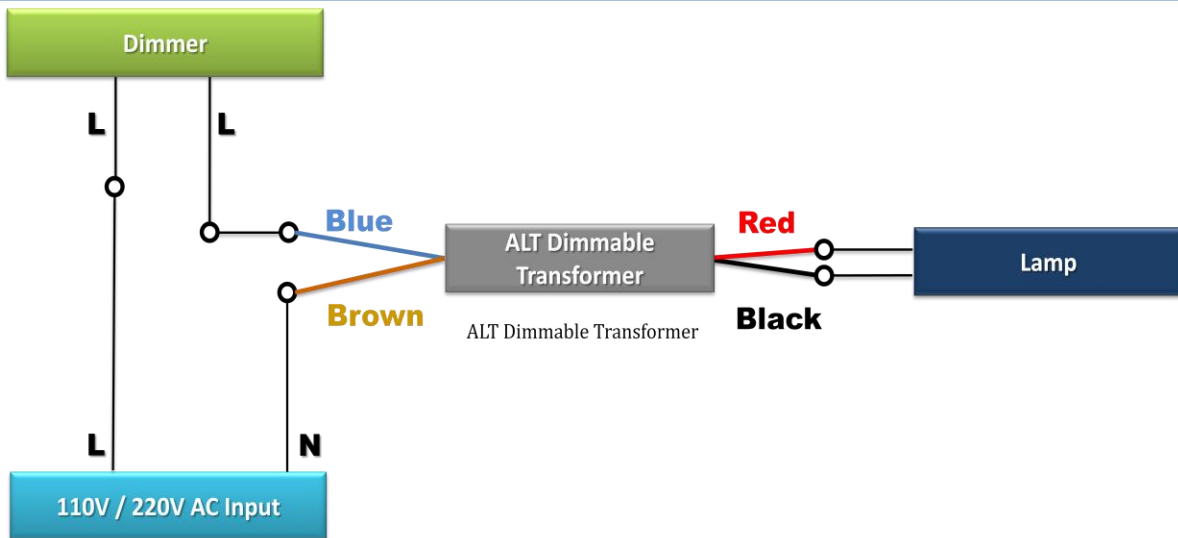 Dimmer
L
L
Blue
Red
ALT Dimmable
Transformer
Lamp
Brown
Black
ALT Dimmable Transformer
L
N
110V / 220V AC Input